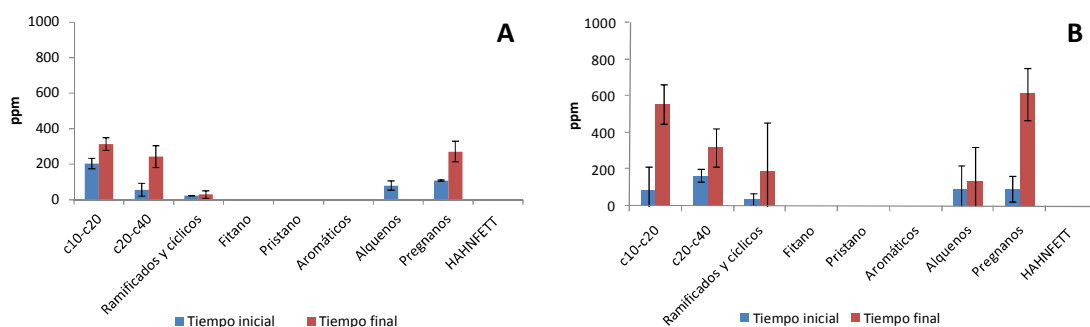 A
1000
800
600
400
200
0
ppm
c10-c20
c20-c40
Ramificados y cíclicos
Fitano
Pristano
Aromáticos
Alquenos
Pregnanos
HAHNFETT
Tiempo inicial
Tiempo final
B
1000
800
600
400
200
0
ppm
c10-c20
c20-c40
Ramificados y cíclicos
Fitano
Pristano
Aromáticos
Alquenos
Pregnanos
HAHNFETT
Tiempo inicial
Tiempo final